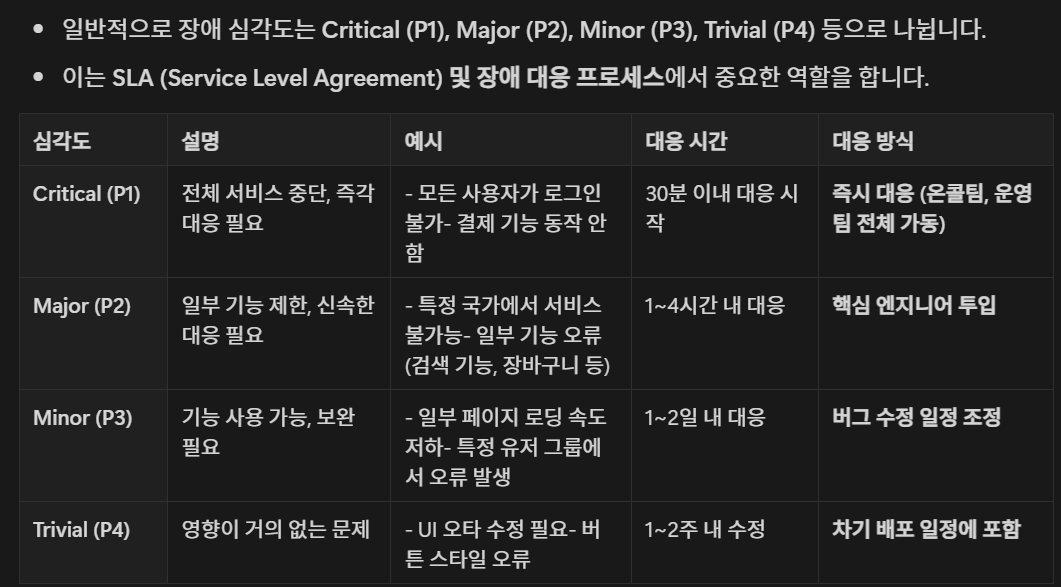 일반적으로 장애 심각도는 Critical (P1), Major (P2), Minor (P3), Trivial (P4) 등으로 나뉩니다.
이는 SLA (Service Level Agreement) 및 장애 대응 프로세스에서 중요한 역할을 합니다.
심각도 설명 예시 대응 시간 대응 방식
Critical (P1)
전체 서비스 중단, 즉각
대응 필요
- 모든 사용자가 로그인
불가- 결제 기능 동작 안
함
30분 이내 대응 시
작
즉시 대응 (온콜팀, 운영
팀 전체 가동)
Major (P2)
일부 기능 제한, 신속한
대응 필요
- 특정 국가에서 서비스
불가능- 일부 기능 오류
(검색 기능, 장바구니 등)
1~4시간 내 대응
핵심 엔지니어 투입
Minor (P3)
기능 사용 가능, 보완
필요
- 일부 페이지 로딩 속도
저하- 특정 유저 그룹에
서 오류 발생
1~2일 내 대응
버그 수정 일정 조정
Trivial (P4)
영향이 거의 없는 문제
- UI 오타 수정 필요- 버
튼 스타일 오류
1~2주 내 수정
차기 배포 일정에 포함